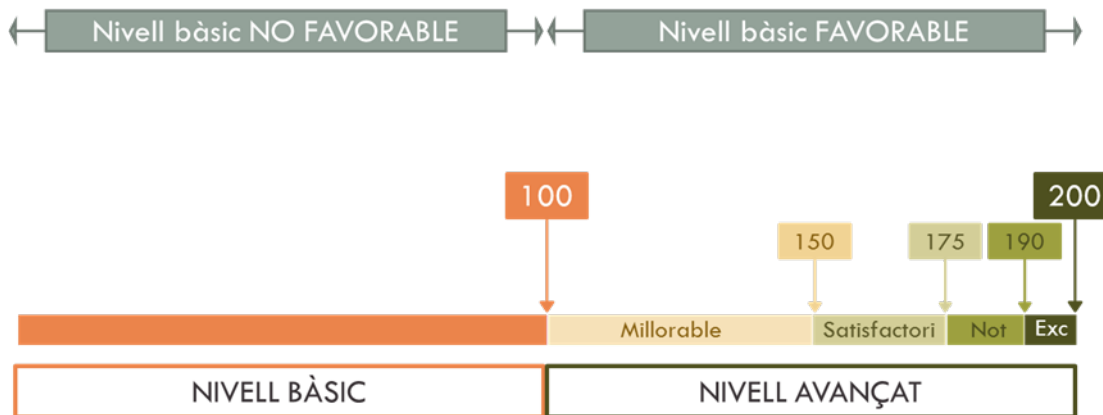 Nivell bàsic NO FAVORABLE
Nivell bàsic FAVORABLE
100
200
150
175
190
Millorable
Satisfactori
Not
Exc
NIVELL BÀSIC
NIVELL AVANÇAT